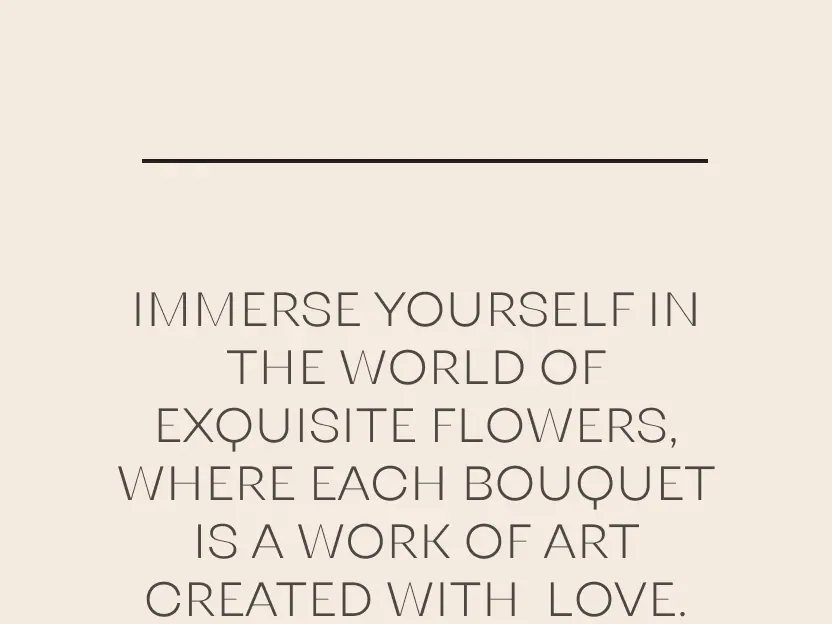 IMMERSE YOURSELF IN
THE WORLD OF
EXQUISITE FLOWERS,
WHERE EACH BOUQUET
IS A WORK OF ART
CREATED WITH  LOVE.